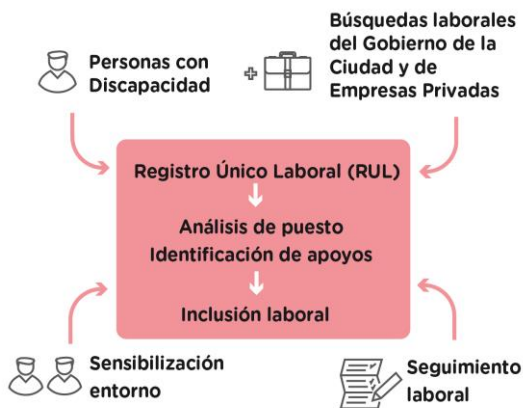 Personas con
Discapacidad
+
Búsquedas laborales
del Gobierno de la
Ciudad y de
Empresas Privadas
Registro Único Laboral (RUL)
Análisis de puesto
Identificación de apoyos
Inclusión laboral
Sensibilización
entorno
Seguimiento
laboral